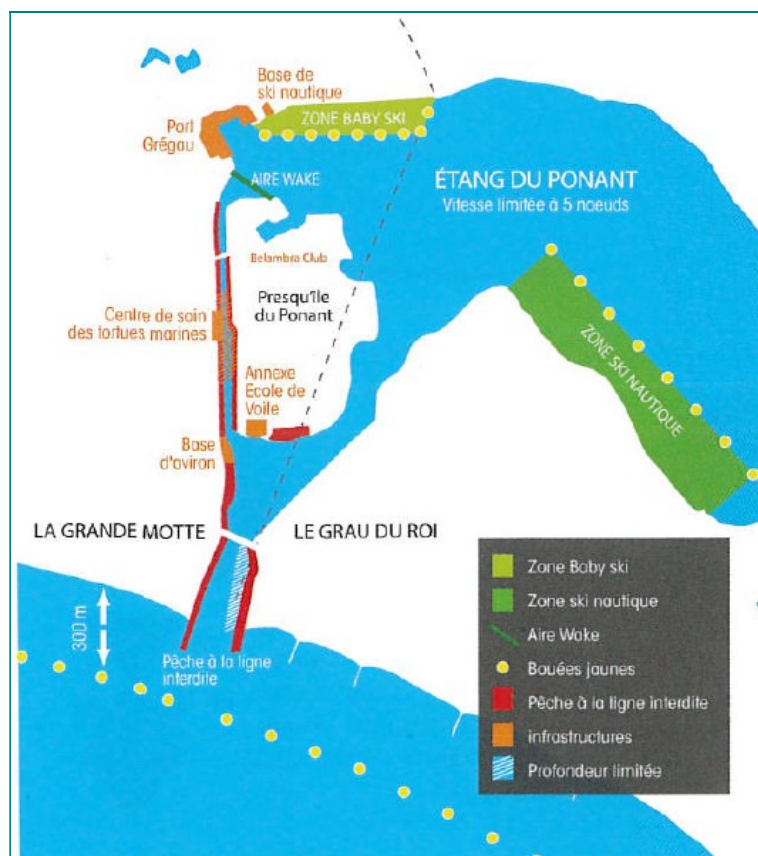 Base de
ski nautique
Port
Grégau
ZONE BABY SKI
AIRE WAKE
ÉTANG DU PONANT
Vitesse limitée à 5 noeuds
Belambra Club
Presqu'île
du Ponant
Centre de soin
des tortues marines
ZONE SKI NAUTIQUE
Annexe
Ecole de
Voile
Base
d'aviron
LA GRANDE MOTTE
LE GRAU DU ROI
300 m
Pêche à la ligne
interdite
Zone Baby ski
Zone ski nautique
Aire Wake
Bouées jaunes
Pêche à la ligne interdite
infrastructures
Profondeur limitée